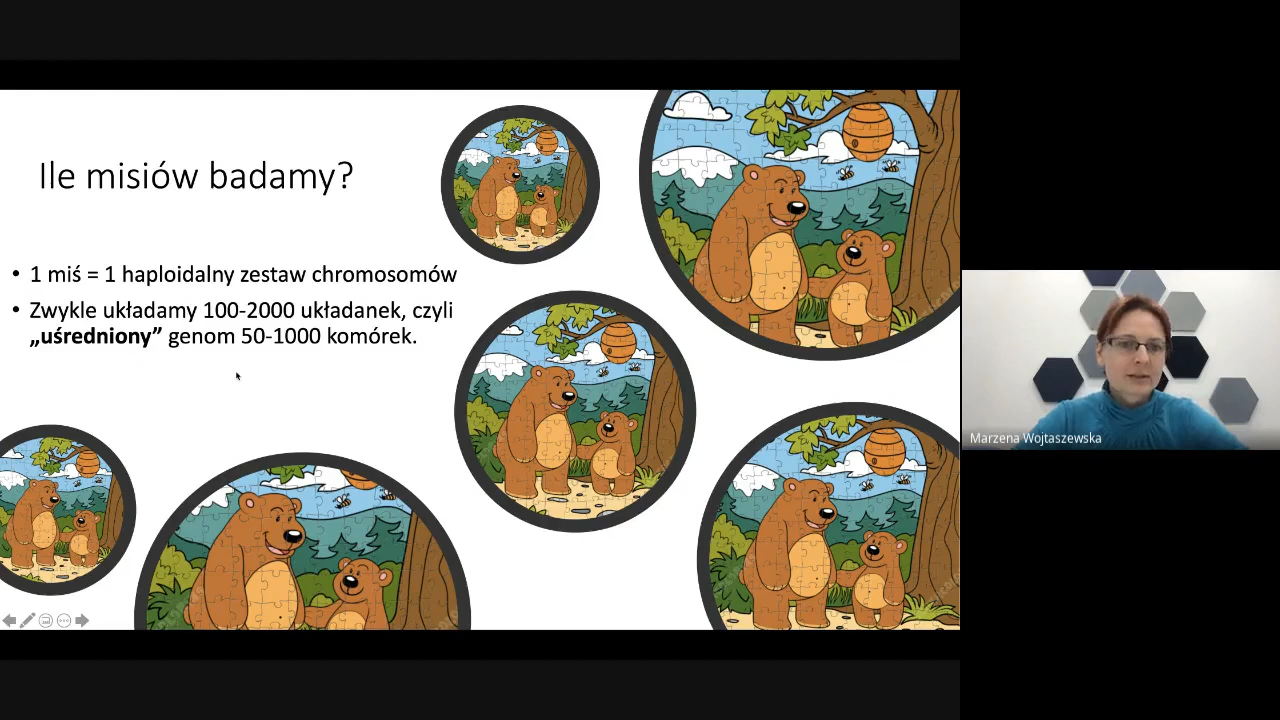 Ile misiów badamy?
• 1 miś = 1 haploidalny zestaw chromosomów
• Zwykle układamy 100-2000 układanek, czyli
„uśredniony” genom 50-1000 komórek.
Marzena Wojtaszewska